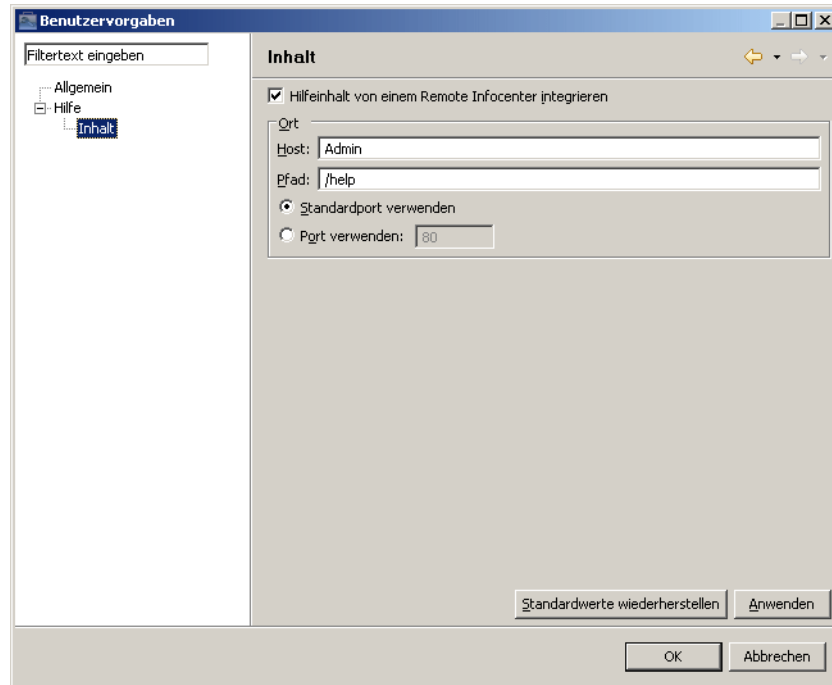 Benutzervorgaben
Filtertext eingeben
Allgemein
Hilfe
Inhalt
Inhalt
Hilfeinhalt von einem Remote Infocenter integrieren
Ort
Host: Admin
Pfad: /help
Standardport verwenden
Port verwenden: 80
Standardwerte wiederherstellen Anwenden
OK Abbrechen